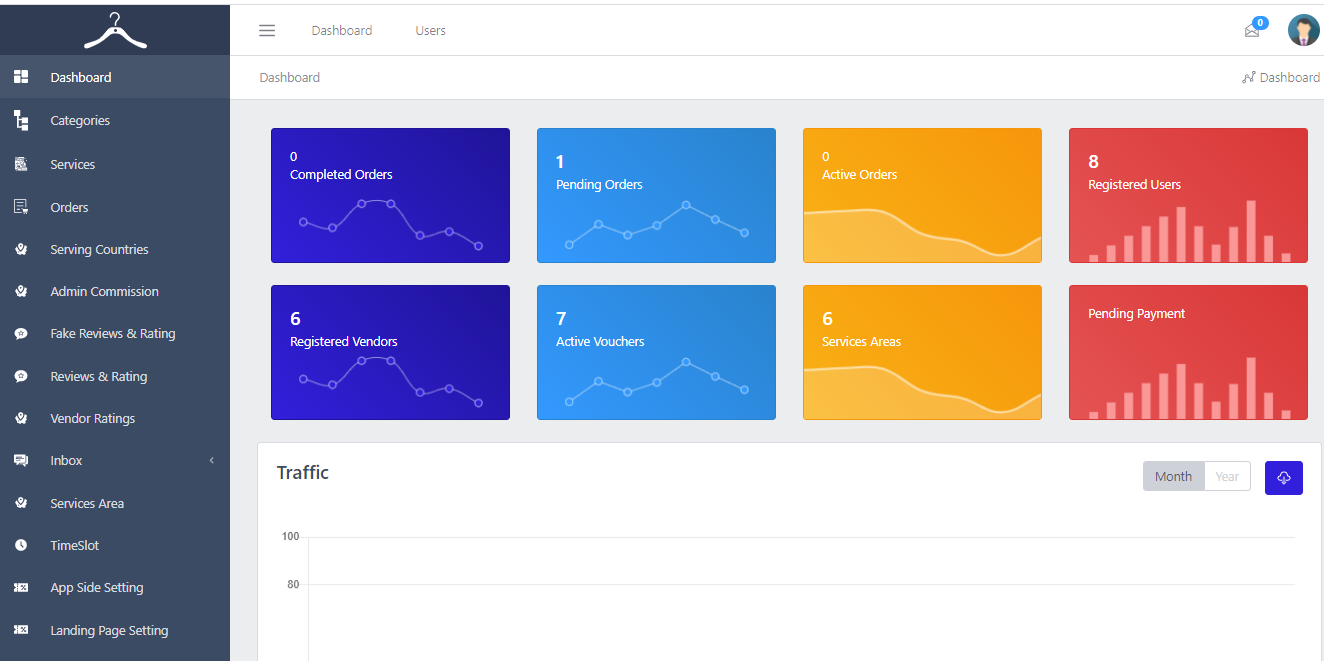 Dashboard
Users
0
Dashboard
Dashboard
Dashboard
Categories
Services
Orders
Serving Countries
Admin Commission
Fake Reviews & Rating
Reviews & Rating
Vendor Ratings
Inbox
Services Area
TimeSlot
App Side Setting
Landing Page Setting
0
Completed Orders
1
Pending Orders
0
Active Orders
8
Registered Users
6
Registered Vendors
7
Active Vouchers
6
Services Areas
Pending Payment
Traffic
Month
Year
100
80